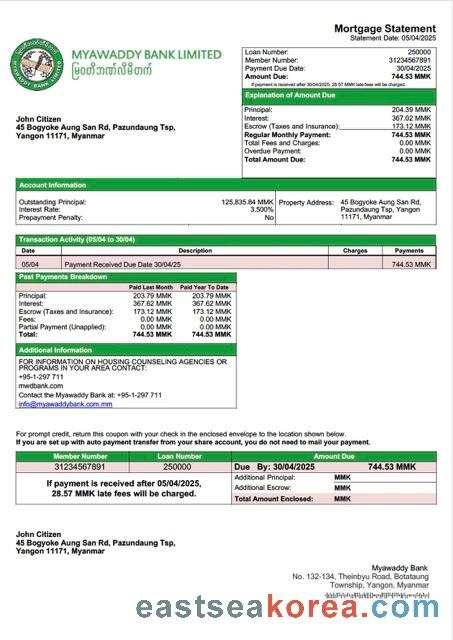 Mortgage Statement
Statement Date: 05/04/2025
MYAWADDY BANK LIMITED
မြဝတီဘဏ်လီမိတက်
MYAWADDY BANK LIMITED
Loan Number: 250000
Member Number: 31234567891
Payment Due Date: 30/04/2025
Amount Due: 744.53 MMK
If payment is received after 30/04/2025, 28.57 MMK late fees will be charged.
Explanation of Amount Due
Principal: 204.39 MMK
Interest: 367.02 MMK
Escrow (Taxes and Insurance): 173.12 MMK
Regular Monthly Payment: 744.53 MMK
Total Fees and Charges: 0.00 MMK
Overdue Payment: 0.00 MMK
Total Amount Due: 744.53 MMK
John Citizen
45 Bogyoke Aung San Rd, Pazundaung Tsp,
Yangon 11171, Myanmar
Account Information
Outstanding Principal: 125,835.84 MMK
Interest Rate: 3.500%
Prepayment Penalty: No
Property Address: 45 Bogyoke Aung San Rd,
Pazundaung Tsp, Yangon
11171, Myanmar
Transaction Activity (05/04 to 30/04)
Date Description Charges Payments
05/04 Payment Received Due Date 30/04/25 744.53 MMK
Past Payments Breakdown
Paid Last Month Paid Year To Date
Principal: 203.79 MMK 203.79 MMK
Interest: 367.62 MMK 367.62 MMK
Escrow (Taxes and Insurance): 173.12 MMK 173.12 MMK
Fees: 0.00 MMK 0.00 MMK
Partial Payment (Unapplied): 0.00 MMK 0.00 MMK
Total: 744.53 MMK 744.53 MMK
Additional Information
FOR INFORMATION ON HOUSING COUNSELING AGENCIES OR
PROGRAMS IN YOUR AREA CONTACT:
+95-1-297 711
mwdbank.com
Contact the Myawaddy Bank at: +95-1-297 711
info@myawaddybank.com.mm
For prompt credit, return this coupon with your check in the enclosed envelope to the location shown below.
If you are set up with auto payment transfer from your share account, you do not need to mail your payment.
Member Number Loan Number Amount Due
31234567891 250000 Due By: 30/04/2025 744.53 MMK
If payment is received after 05/04/2025,
28.57 MMK late fees will be charged.
Additional Principal: MMK
Additional Escrow: MMK
Total Amount Enclosed: MMK
John Citizen
45 Bogyoke Aung San Rd, Pazundaung Tsp,
Yangon 11171, Myanmar
Myawaddy Bank
No. 132-134, Theinbyu Road, Botataung
Township, Yangon, Myanmar
eastseakorea.com